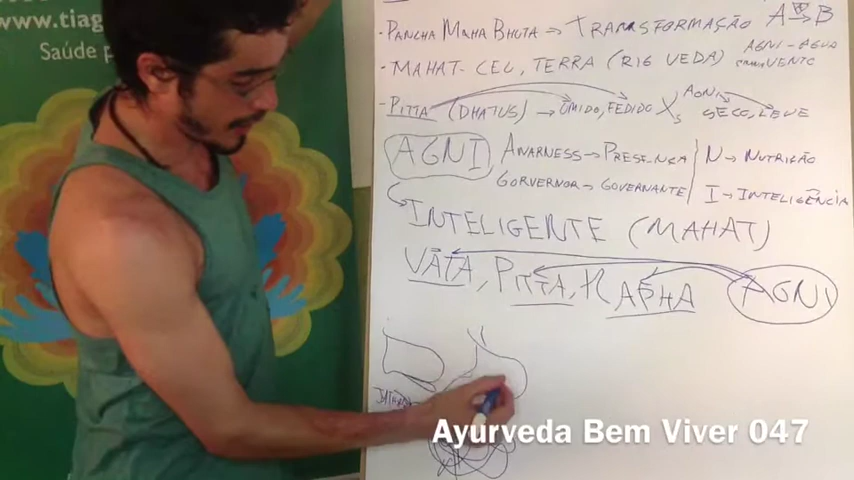 www.tiag
Saúde p
• PANCHA MAHA BHUTA => TRANSFORMAÇÃO A => B
AGNI - AGUA
VENTO
• MAHAT - CEU, TERRA (RIG VEDA)
• PITTA (DHATUS) → ÚMIDO, FEDIDO X AGNI
SECO, LEVE
AGNI
AWARNESS → PRESENÇA
N → NUTRIÇÃO
GORVERNOR → GOVERNANTE
I → INTELIGÊNCIA
INTELIGENTE (MAHAT)
VATA, PITTA, KAPHA
AGNI
Ayurveda Bem Viver 047